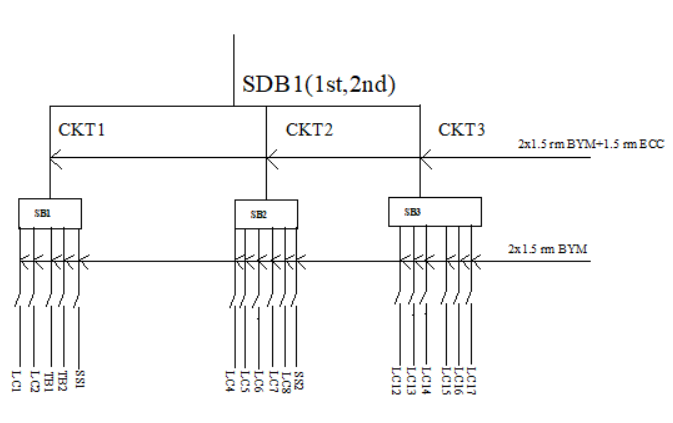 SDB1(1st,2nd)
CKT1
CKT2
CKT3
2x1.5 rm BYM+1.5 rm ECC
SB1
SB2
SB3
2x1.5 rm BYM
LC1
LC2
TB1
TB2
SS1
LC4
LC5
LC6
LC7
LC8
SS2
LC12
LC13
LC14
LC15
LC16
LC17